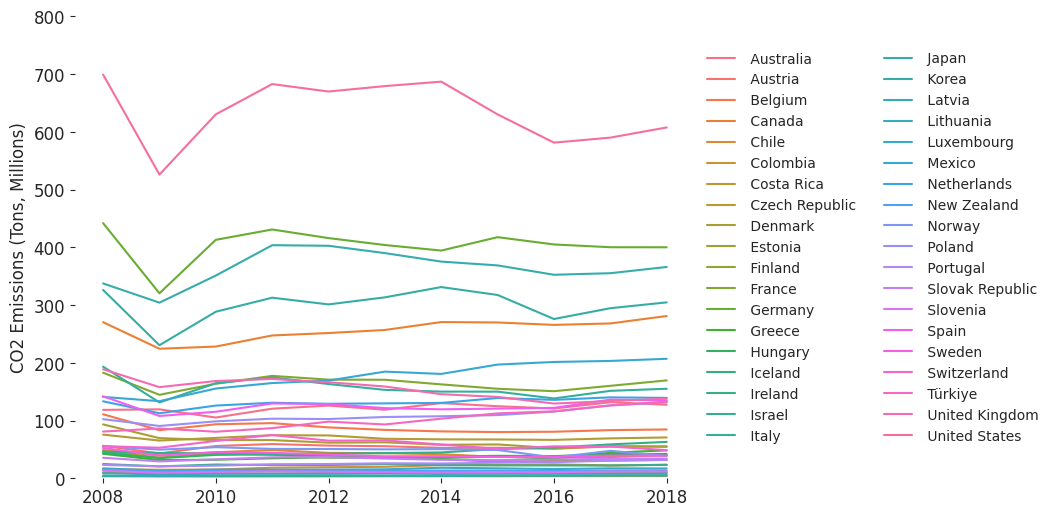 CO2 Emissions (Tons, Millions)
800
700
600
500
400
300
200
100
0
2008
2010
2012
2014
2016
2018
Australia
Austria
Belgium
Canada
Chile
Colombia
Costa Rica
Czech Republic
Denmark
Estonia
Finland
France
Germany
Greece
Hungary
Iceland
Ireland
Israel
Italy
Japan
Korea
Latvia
Lithuania
Luxembourg
Mexico
Netherlands
New Zealand
Norway
Poland
Portugal
Slovak Republic
Slovenia
Spain
Sweden
Switzerland
Türkiye
United Kingdom
United States